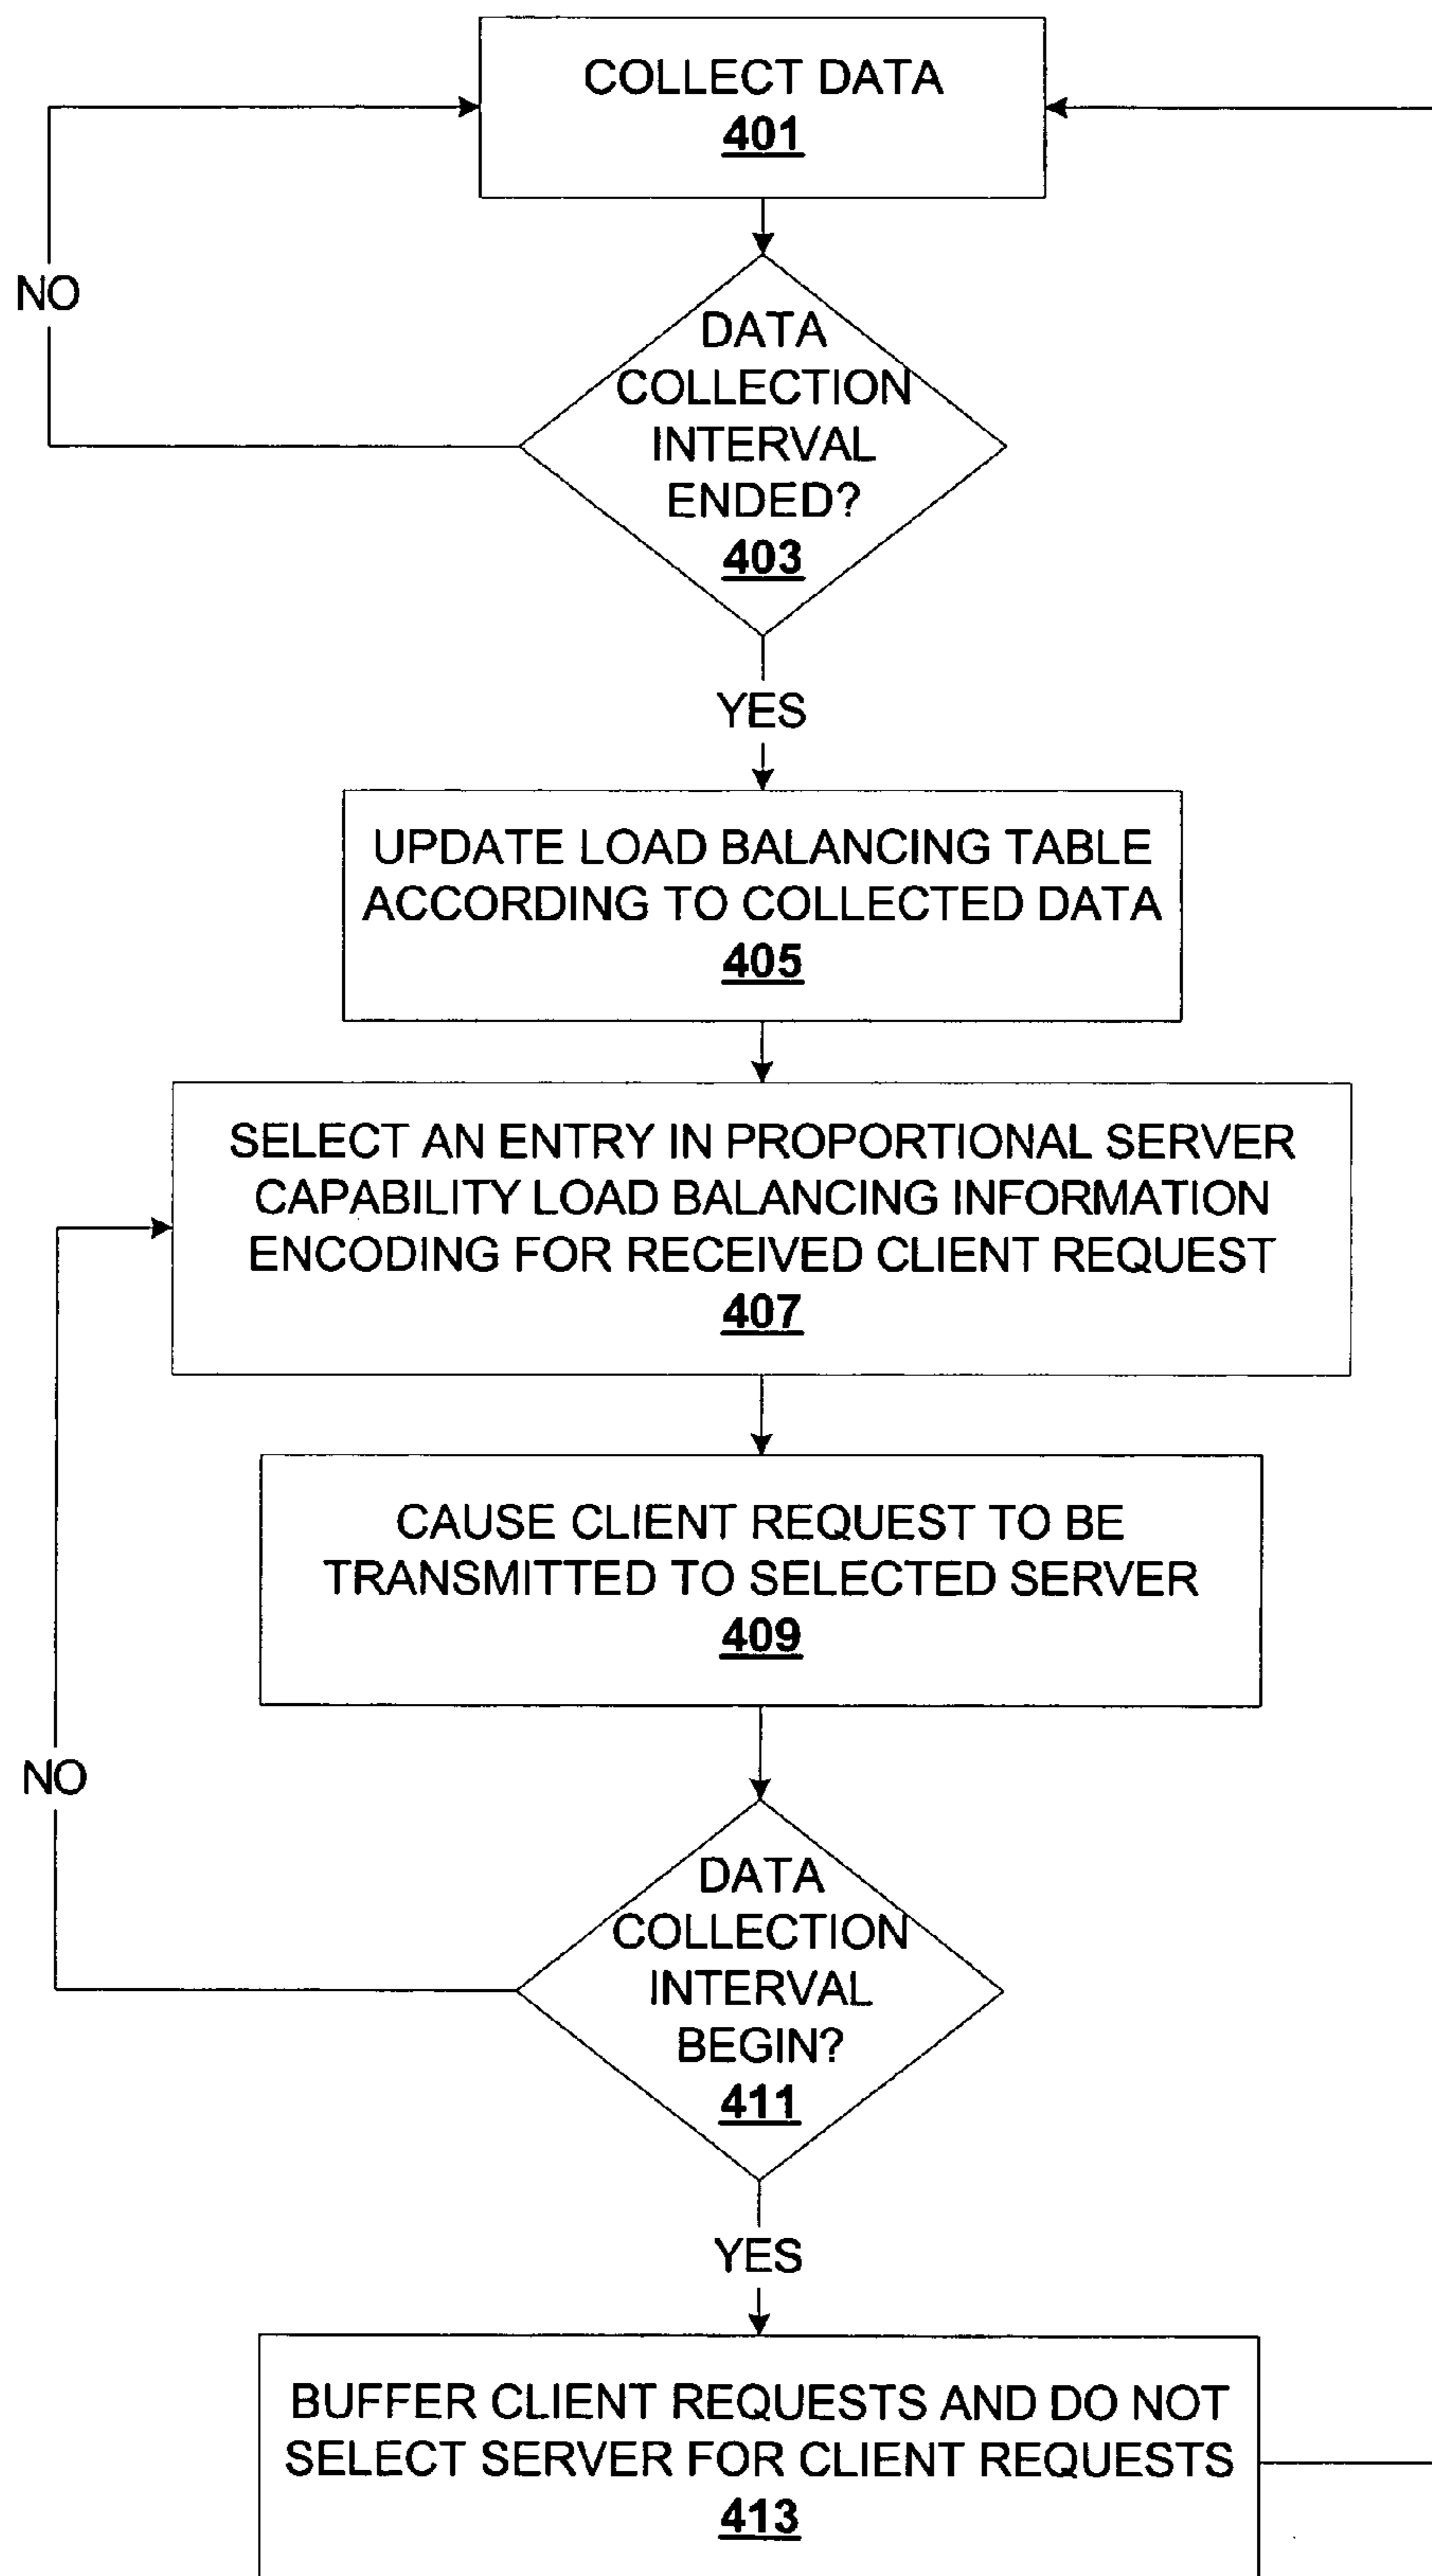 COLLECT DATA
401
NO
DATA
COLLECTION
INTERVAL
ENDED?
403
YES
UPDATE LOAD BALANCING TABLE
ACCORDING TO COLLECTED DATA
405
SELECT AN ENTRY IN PROPORTIONAL SERVER
CAPABILITY LOAD BALANCING INFORMATION
ENCODING FOR RECEIVED CLIENT REQUEST
407
CAUSE CLIENT REQUEST TO BE
TRANSMITTED TO SELECTED SERVER
409
NO
DATA
COLLECTION
INTERVAL
BEGIN?
411
YES
BUFFER CLIENT REQUESTS AND DO NOT
SELECT SERVER FOR CLIENT REQUESTS
413